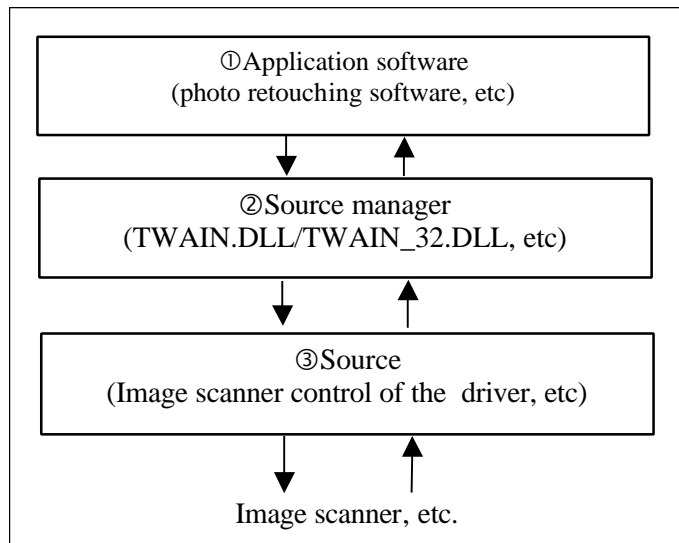 ①Application software
(photo retouching software, etc)
②Source manager
(TWAIN.DLL/TWAIN_32.DLL, etc)
③Source
(Image scanner control of the driver, etc)
Image scanner, etc.